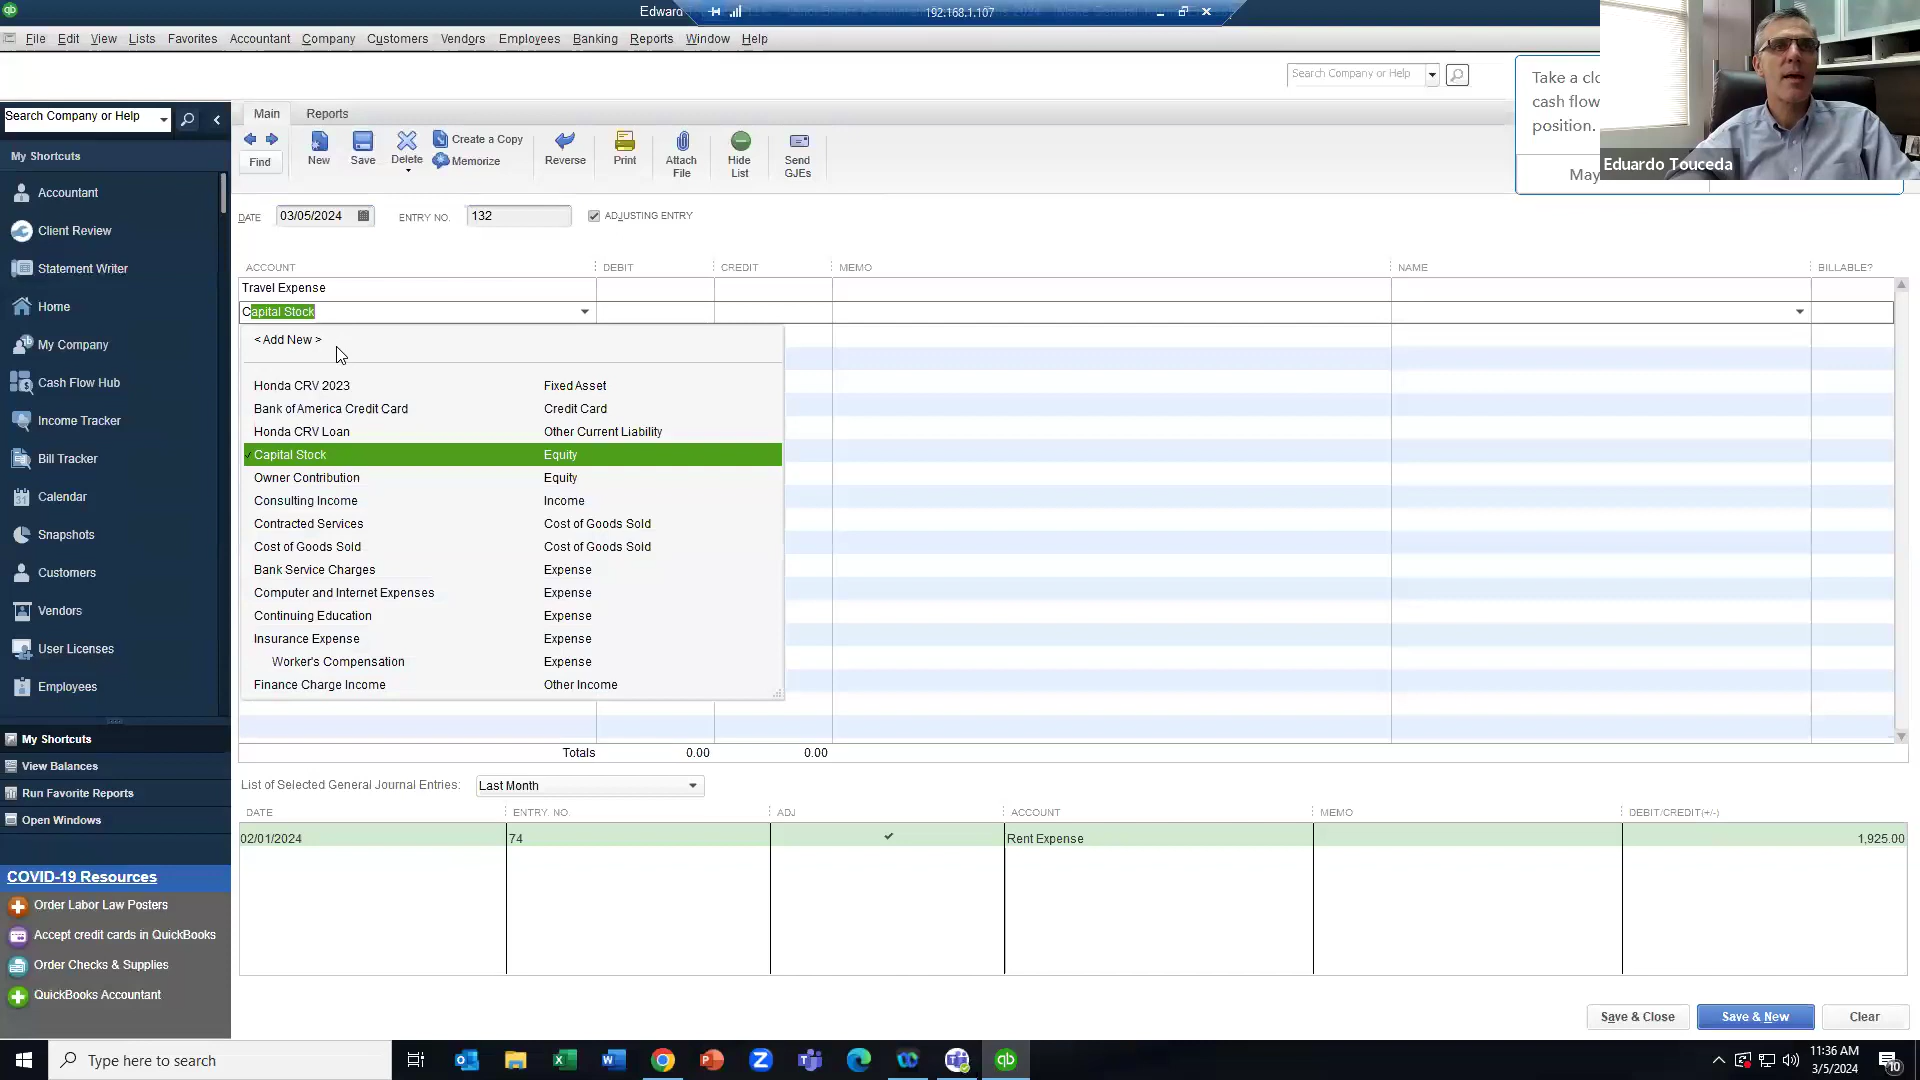 Edward
192.168.1.107
File Edit View Lists Favorites Accountant Company Customers Vendors Employees Banking Reports Window Help
Search Company or Help
Take a clo
cash flow
position.
May
Eduardo Touceda
Search Company or Help
My Shortcuts
Accountant
Client Review
Statement Writer
Home
My Company
Cash Flow Hub
Income Tracker
Bill Tracker
Calendar
Snapshots
Customers
Vendors
User Licenses
Employees
My Shortcuts
View Balances
Run Favorite Reports
Open Windows
COVID-19 Resources
Order Labor Law Posters
Accept credit cards in QuickBooks
Order Checks & Supplies
QuickBooks Accountant
Main Reports
Find
New
Save
Delete
Create a Copy
Memorize
Reverse
Print
Attach File
Hide List
Send GJEs
DATE 03/05/2024 ENTRY NO. 132 ADJUSTING ENTRY
ACCOUNT DEBIT CREDIT MEMO NAME BILLABLE?
Travel Expense
Capital Stock
< Add New >
Honda CRV 2023 Fixed Asset
Bank of America Credit Card Credit Card
Honda CRV Loan Other Current Liability
Capital Stock Equity
Owner Contribution Equity
Consulting Income Income
Contracted Services Cost of Goods Sold
Cost of Goods Sold Cost of Goods Sold
Bank Service Charges Expense
Computer and Internet Expenses Expense
Continuing Education Expense
Insurance Expense Expense
Worker's Compensation Expense
Finance Charge Income Other Income
Totals 0.00 0.00
List of Selected General Journal Entries: Last Month
DATE ENTRY. NO. ADJ ACCOUNT MEMO DEBIT/CREDIT(+/-)
02/01/2024 74 Rent Expense 1,925.00
Save & Close Save & New Clear
Type here to search
11:36 AM
3/5/2024
10